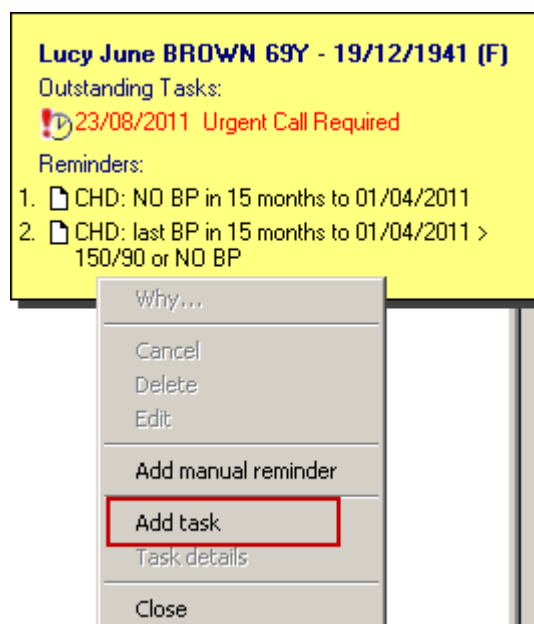 Lucy June BROWN 69Y - 19/12/1941 (F)
Outstanding Tasks:
23/08/2011 Urgent Call Required
Reminders:
1. CHD: NO BP in 15 months to 01/04/2011
2. CHD: last BP in 15 months to 01/04/2011 >
150/90 or NO BP
Why...
Cancel
Delete
Edit
Add manual reminder
Add task
Task details
Close